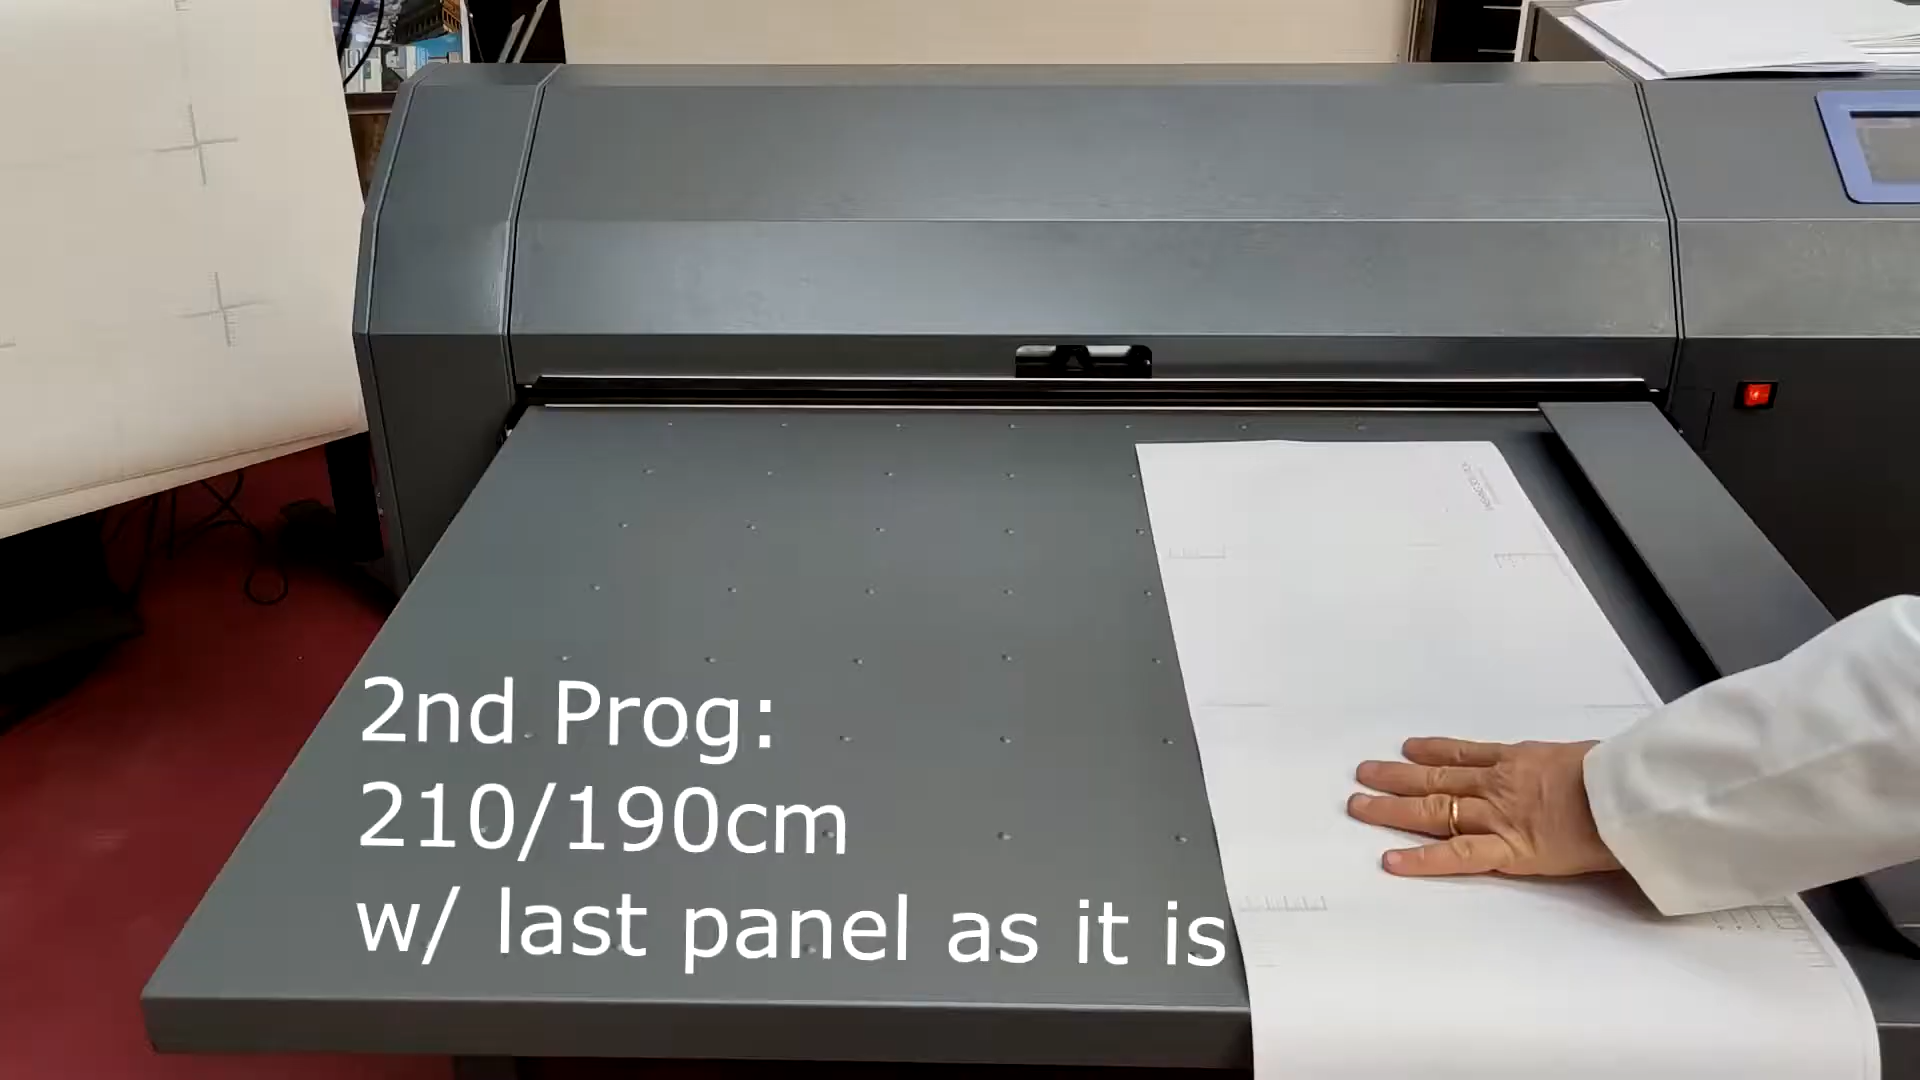 2nd Prog:
210/190cm
w/ last panel as it is